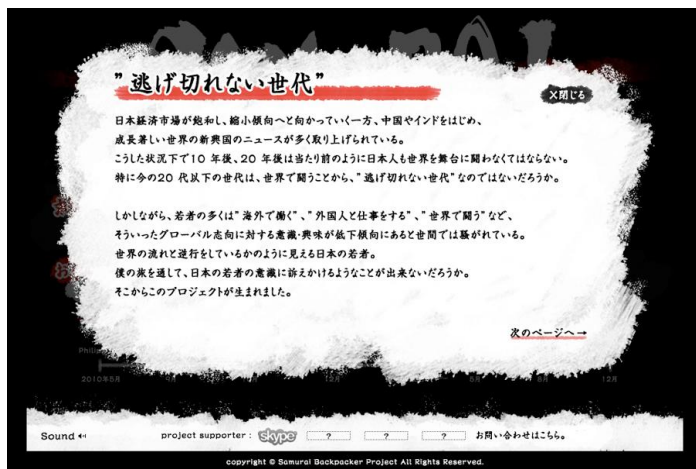 ”逃げ切れない世代”
×閉じる
日本経済市場が飽和し、縮小傾向へと向かっていく一方、中国やインドをはじめ、
成長著しい世界の新興国のニュースが多く取り上げられている。
こうした状況下で10 年後、20 年後は当たり前のように日本人も世界を舞台に闘わなくてはならない。
特に今の20 代以下の世代は、世界で闘うことから、”逃げ切れない世代”なのではないだろうか。
しかしながら、若者の多くは”海外で働く”、”外国人と仕事をする”、”世界で闘う”など、
そういったグローバル志向に対する意識・興味が低下傾向にあると世間では騒がれている。
世界の流れと逆行をしているかのように見える日本の若者。
僕の旅を通して、日本の若者の意識に訴えかけるようなことが出来ないだろうか。
そこからこのプロジェクトが生まれました。
次のページへ→
2010年5月
12月
Sound
project supporter : skype ? ? ? お問い合わせはこちら。
copyright © Samurai Backpacker Project All Rights Reserved.